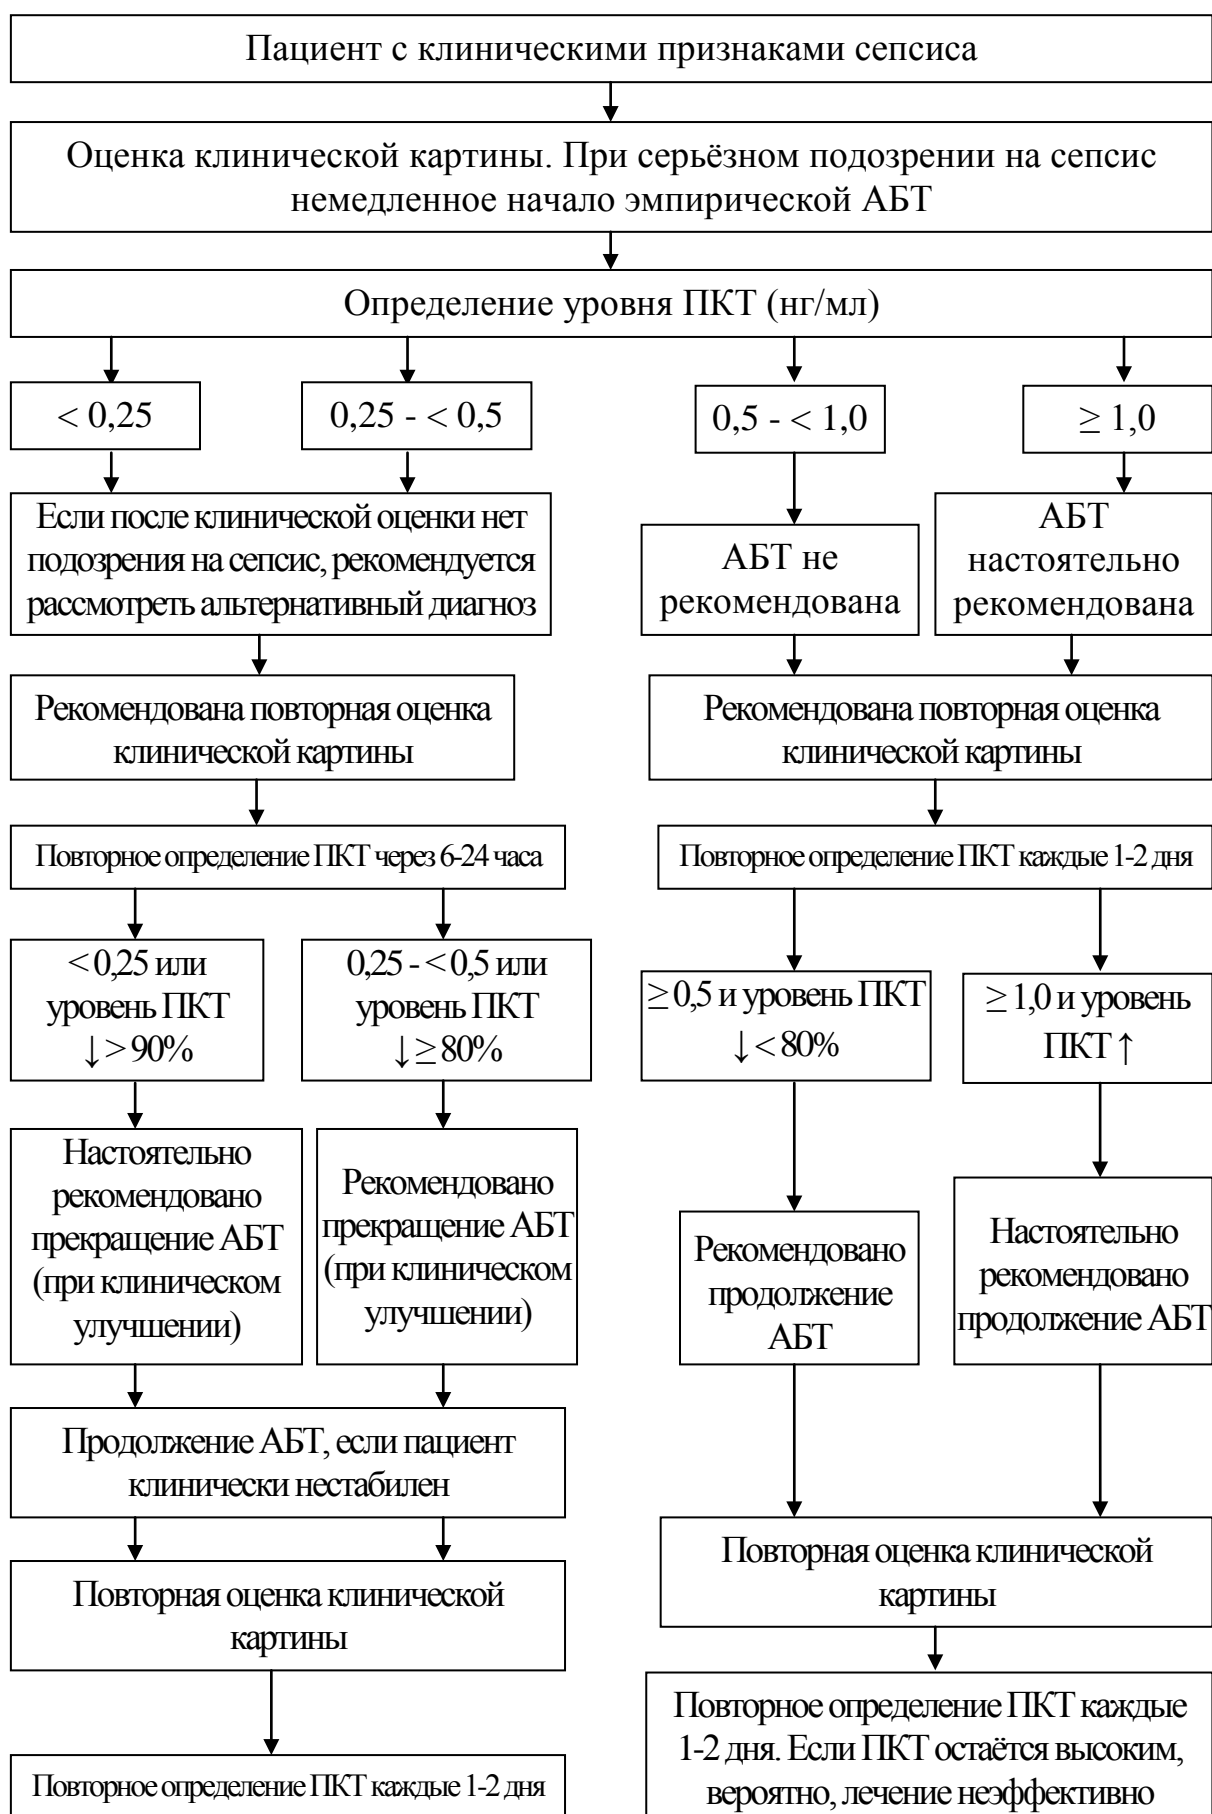 Пациент с клиническими признаками сепсиса
Оценка клинической картины. При серьёзном подозрении на сепсис
немедленное начало эмпирической АБТ
Определение уровня ПКТ (нг/мл)
< 0,25
0,25 - < 0,5
0,5 - < 1,0
≥ 1,0
Если после клинической оценки нет
подозрения на сепсис, рекомендуется
рассмотреть альтернативный диагноз
АБТ не
рекомендована
АБТ
настоятельно
рекомендована
Рекомендована повторная оценка
клинической картины
Рекомендована повторная оценка
клинической картины
Повторное определение ПКТ через 6-24 часа
Повторное определение ПКТ каждые 1-2 дня
< 0,25 или
уровень ПКТ
↓ > 90%
0,25 - < 0,5 или
уровень ПКТ
↓ ≥ 80%
≥ 0,5 и уровень ПКТ
↓ < 80%
≥ 1,0 и уровень
ПКТ ↑
Настоятельно
рекомендовано
прекращение АБТ
(при клиническом
улучшении)
Рекомендовано
прекращение АБТ
(при клиническом
улучшении)
Рекомендовано
продолжение
АБТ
Настоятельно
рекомендовано
продолжение АБТ
Продолжение АБТ, если пациент
клинически нестабилен
Повторная оценка клинической
картины
Повторная оценка клинической
картины
Повторное определение ПКТ каждые 1-2 дня
Повторное определение ПКТ каждые
1-2 дня. Если ПКТ остаётся высоким,
вероятно, лечение неэффективно